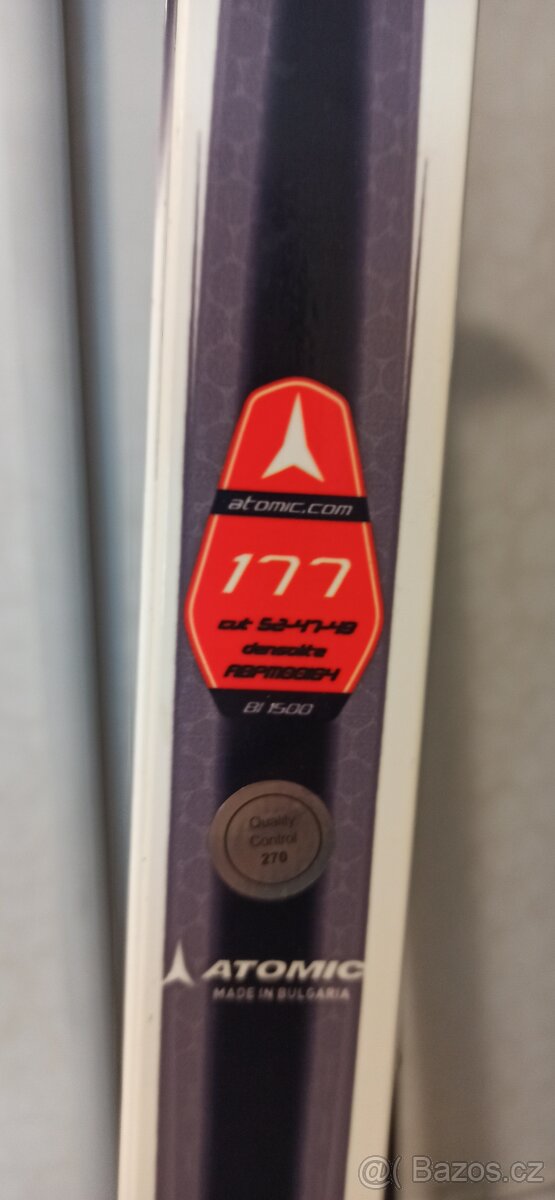 atomic.com
177
cut 52-47-49
densolite
BI 1500
Quality
Control
270
ATOMIC
MADE IN BULGARIA
@( Bazos.cz